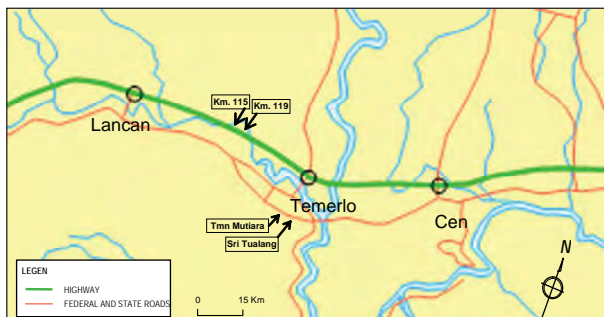 Km. 115
Km. 119
Lancan
Temerlo
Cen
Tmn Mutiara
Sri Tualang
N
LEGEN
HIGHWAY
FEDERAL AND STATE ROADS
0 15 Km